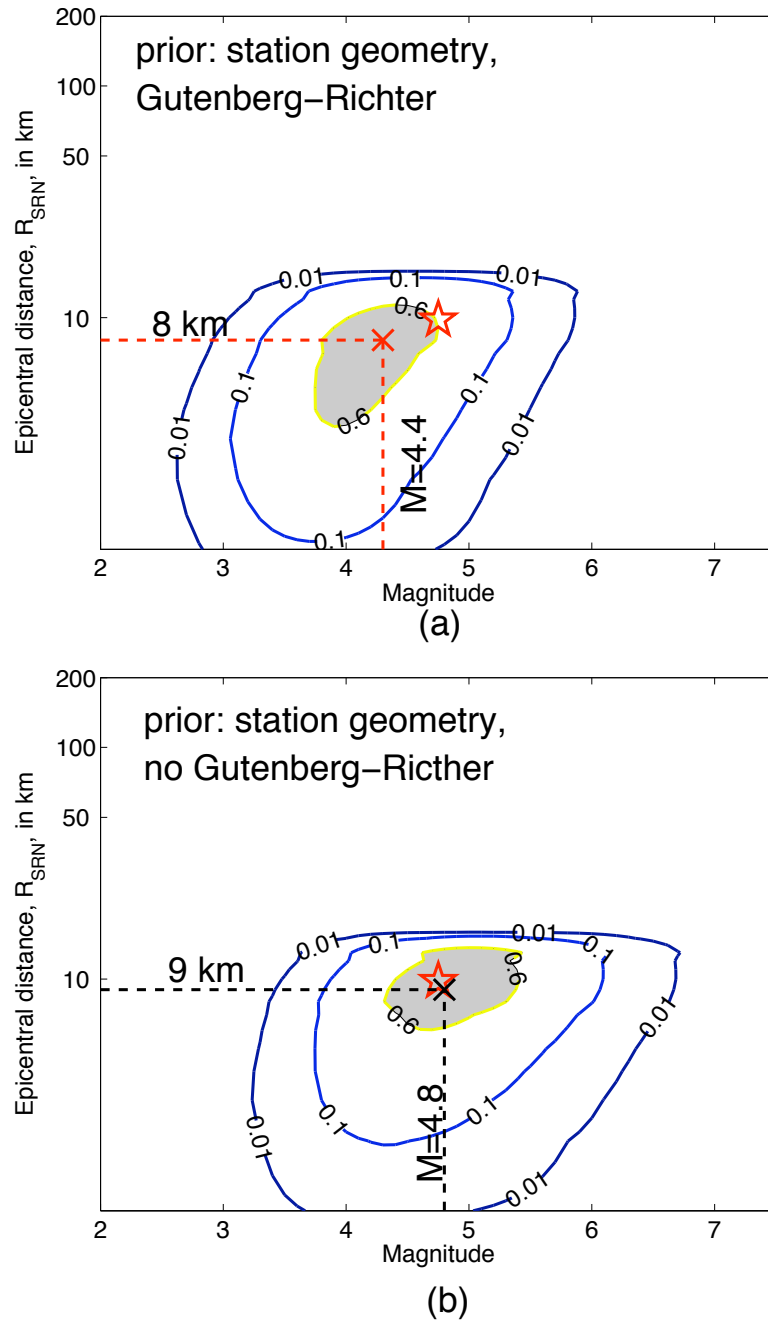 prior: station geometry,
Gutenberg−Richter
200
100
50
10
Epicentral distance, R_SRN, in km
0.01
0.1
0.01
0.6
8 km
0.1
0.1
0.01
0.6
0.01
M=4.4
0.1
2 3 4 5 6 7
Magnitude
(a)
prior: station geometry,
no Gutenberg−Ricther
200
100
50
10
Epicentral distance, R_SRN, in km
0.01
0.1
0.01
0.1
0.6
9 km
0.6
0.01
0.1
0.1
0.01
M=4.8
0.01
2 3 4 5 6 7
Magnitude
(b)